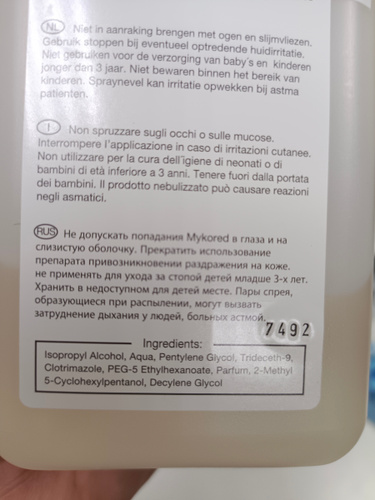 NL Niet in aanraking brengen met ogen en slijmvliezen.
Gebruik stoppen bij eventueel optredende huidirritatie.
Niet gebruiken voor de verzorging van baby's en kinderen
jonger dan 3 jaar. Niet bewaren binnen het bereik van
kinderen. Spraynevel kan irritatie opwekken bij astma
patienten.
I Non spruzzare sugli occhi o sulle mucose.
Interrompere l'applicazione in caso di irritazioni cutanee.
Non utilizzare per la cura dell'igiene di neonati o di
bambini di età inferiore a 3 anni. Tenere fuori dalla portata
dei bambini. Il prodotto nebulizzato può causare reazioni
negli asmatici.
RUS Не допускать попадания Mykored в глаза и на
слизистую оболочку. Прекратить использование
препарата привозникновении раздражения на коже.
не применять для ухода за стопой детей младше 3-х лет.
Хранить в недоступном для детей месте. Пары спрея,
образующиеся при распылении, могут вызвать
затруднение дыхания у людей, больных астмой.
7492
Ingredients:
Isopropyl Alcohol, Aqua, Pentylene Glycol, Trideceth-9,
Clotrimazole, PEG-5 Ethylhexanoate, Parfum, 2-Methyl
5-Cyclohexylpentanol, Decylene Glycol